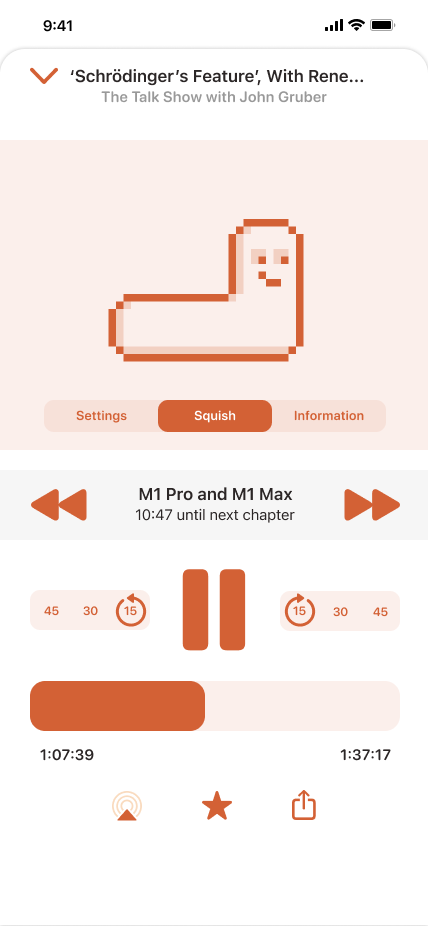 9:41
‘Schrödinger’s Feature’, With Rene...
The Talk Show with John Gruber
Settings Squish Information
M1 Pro and M1 Max
10:47 until next chapter
45 30 15 15 30 45
1:07:39 1:37:17